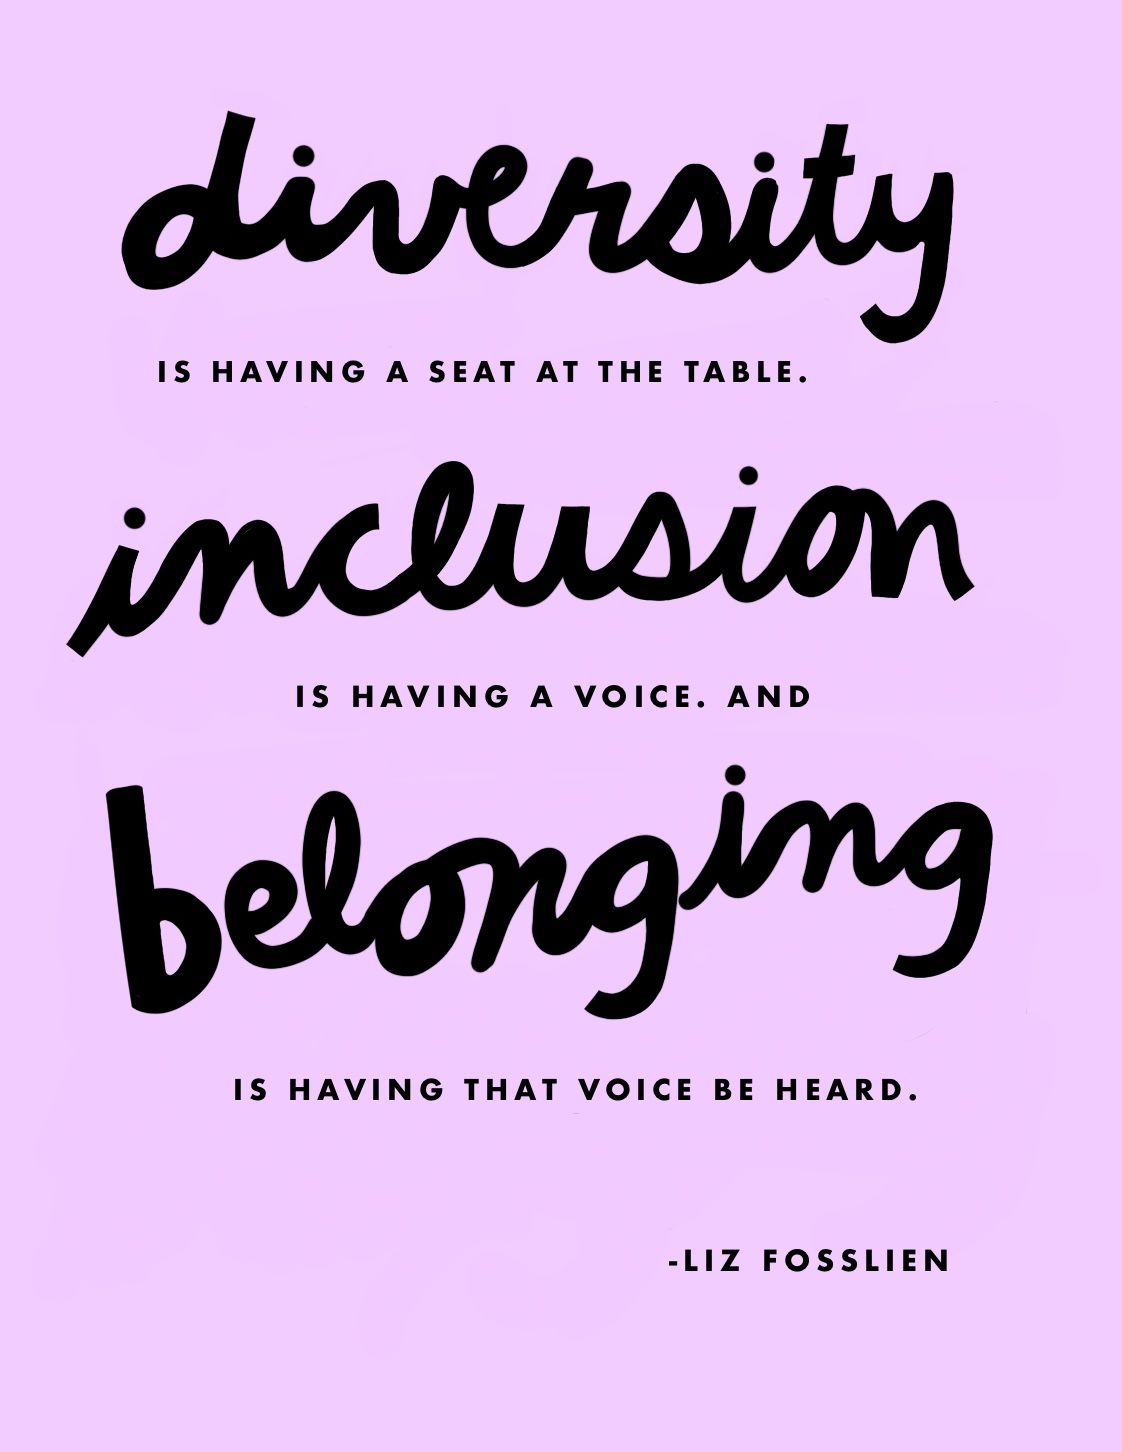 diversity
IS HAVING A SEAT AT THE TABLE.
inclusion
IS HAVING A VOICE. AND
belonging
IS HAVING THAT VOICE BE HEARD.
-LIZ FOSSLIEN